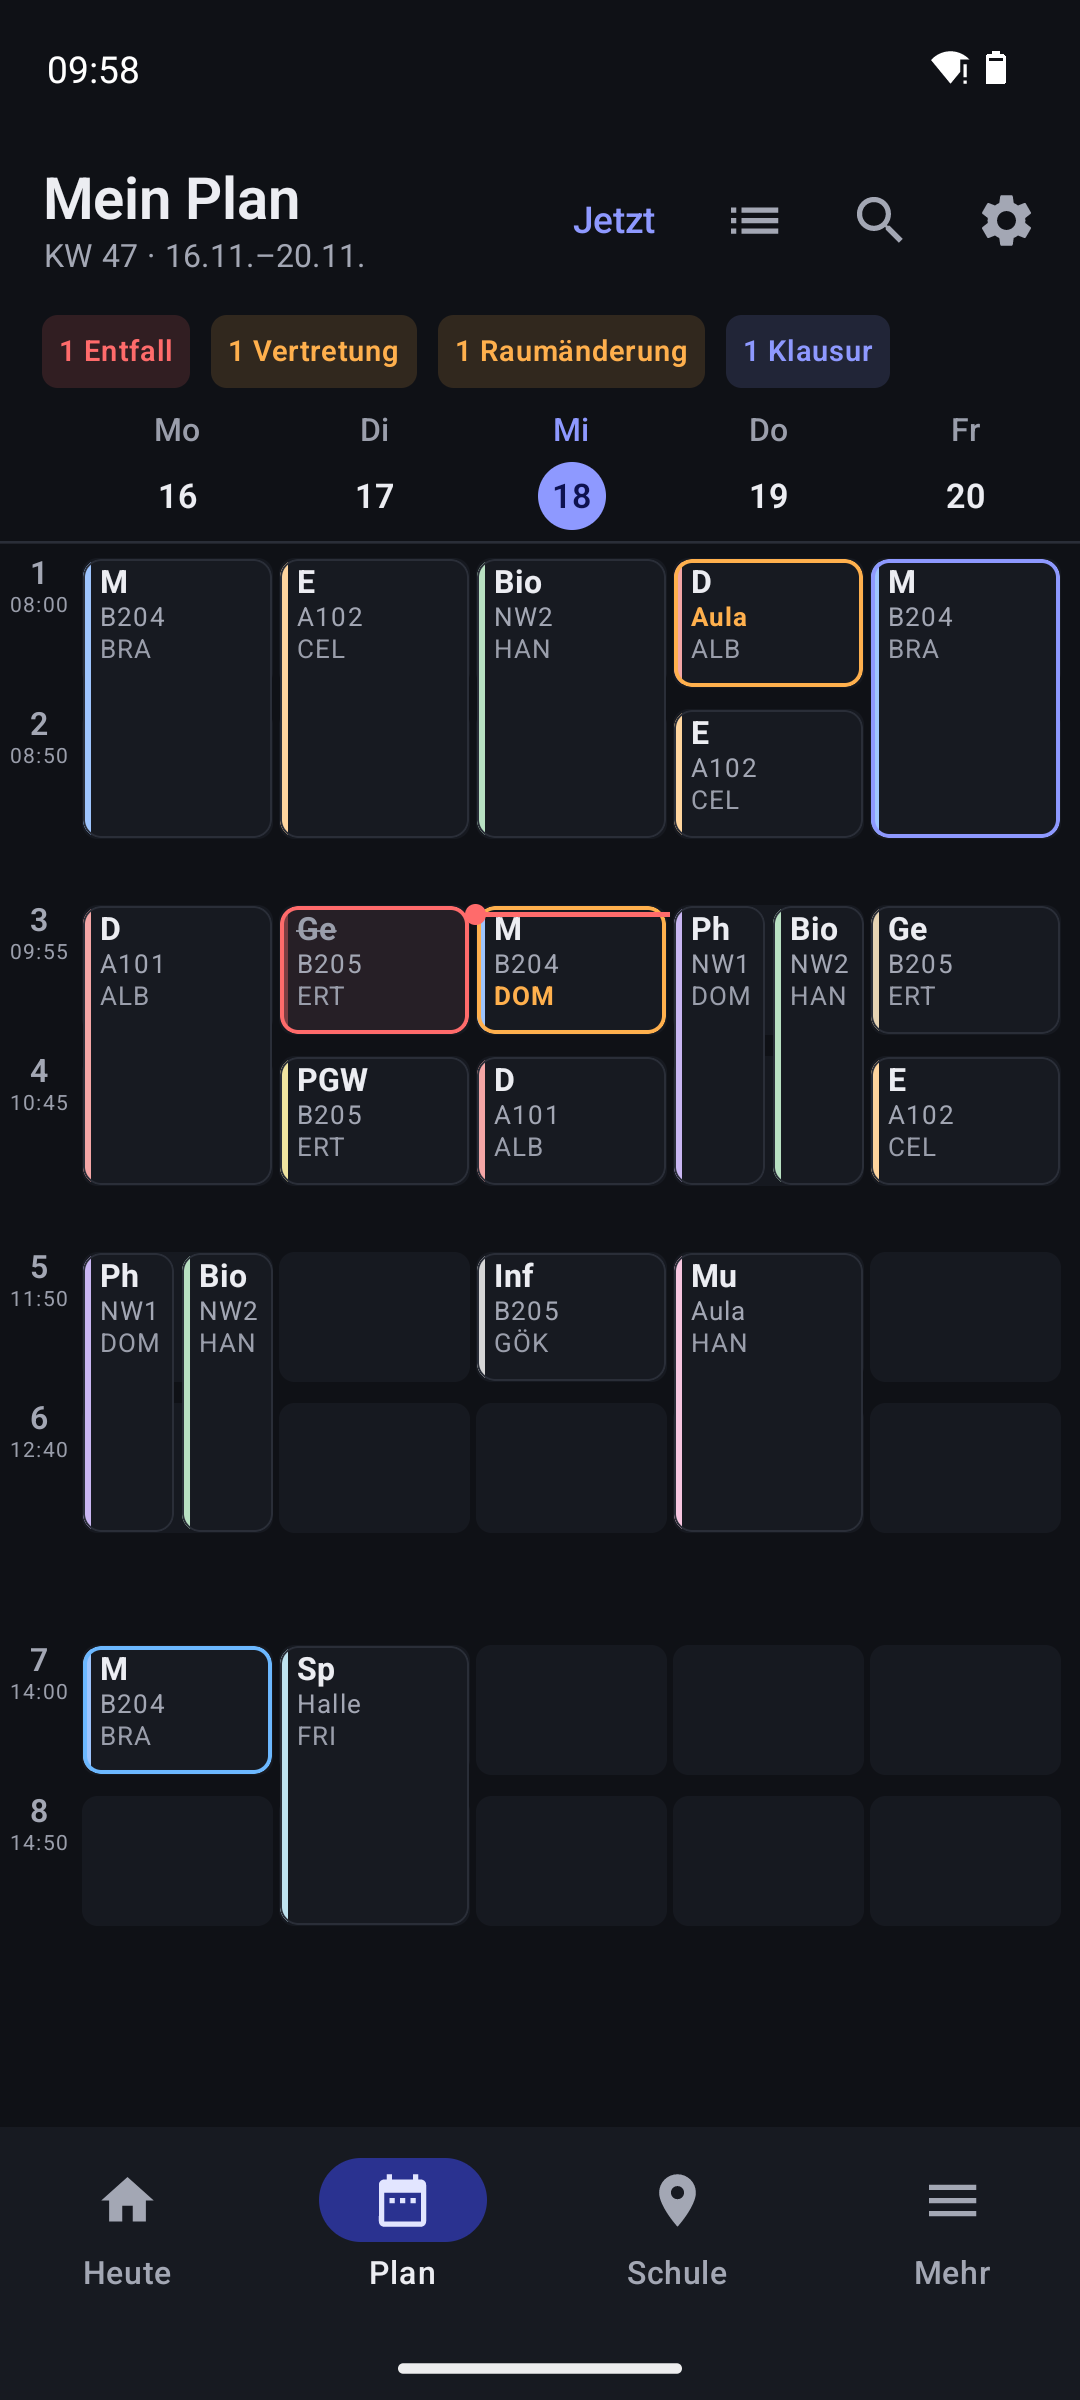 09:58
Mein Plan
KW 47 · 16.11.–20.11.
Jetzt
1 Entfall
1 Vertretung
1 Raumänderung
1 Klausur
Mo
Di
Mi
Do
Fr
16
17
18
19
20
1
08:00
M
B204
BRA
E
A102
CEL
Bio
NW2
HAN
D
Aula
ALB
M
B204
BRA
2
08:50
E
A102
CEL
3
09:55
D
A101
ALB
Ge
B205
ERT
M
B204
DOM
Ph
NW1
DOM
Bio
NW2
HAN
Ge
B205
ERT
4
10:45
PGW
B205
ERT
D
A101
ALB
E
A102
CEL
5
11:50
Ph
NW1
DOM
Bio
NW2
HAN
Inf
B205
GÖK
Mu
Aula
HAN
6
12:40
7
14:00
M
B204
BRA
Sp
Halle
FRI
8
14:50
Heute
Plan
Schule
Mehr